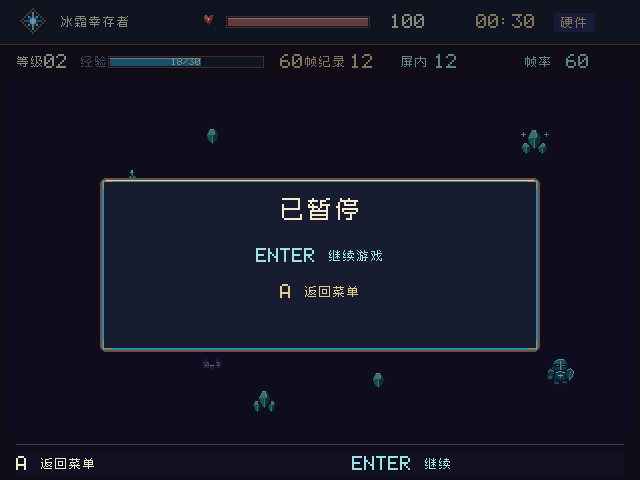 冰霜幸存者 100 00:30 硬件
等级02 经验 18/30 60帧纪录 12 屏内 12 帧率 60
已暂停
ENTER 继续游戏
A 返回菜单
A 返回菜单 ENTER 继续